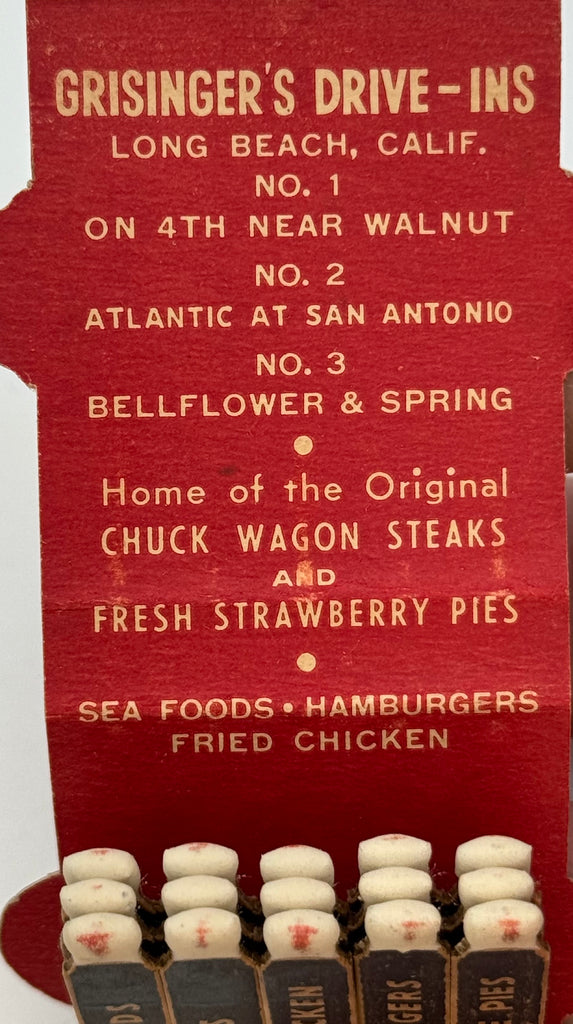 GRISINGER'S DRIVE-INS
LONG BEACH, CALIF.
NO. 1
ON 4TH NEAR WALNUT
NO. 2
ATLANTIC AT SAN ANTONIO
NO. 3
BELLFLOWER & SPRING
Home of the Original
CHUCK WAGON STEAKS
AND
FRESH STRAWBERRY PIES
SEA FOODS • HAMBURGERS
FRIED CHICKEN
PIES